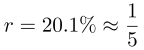 r = 20.1% ≈ 1/5